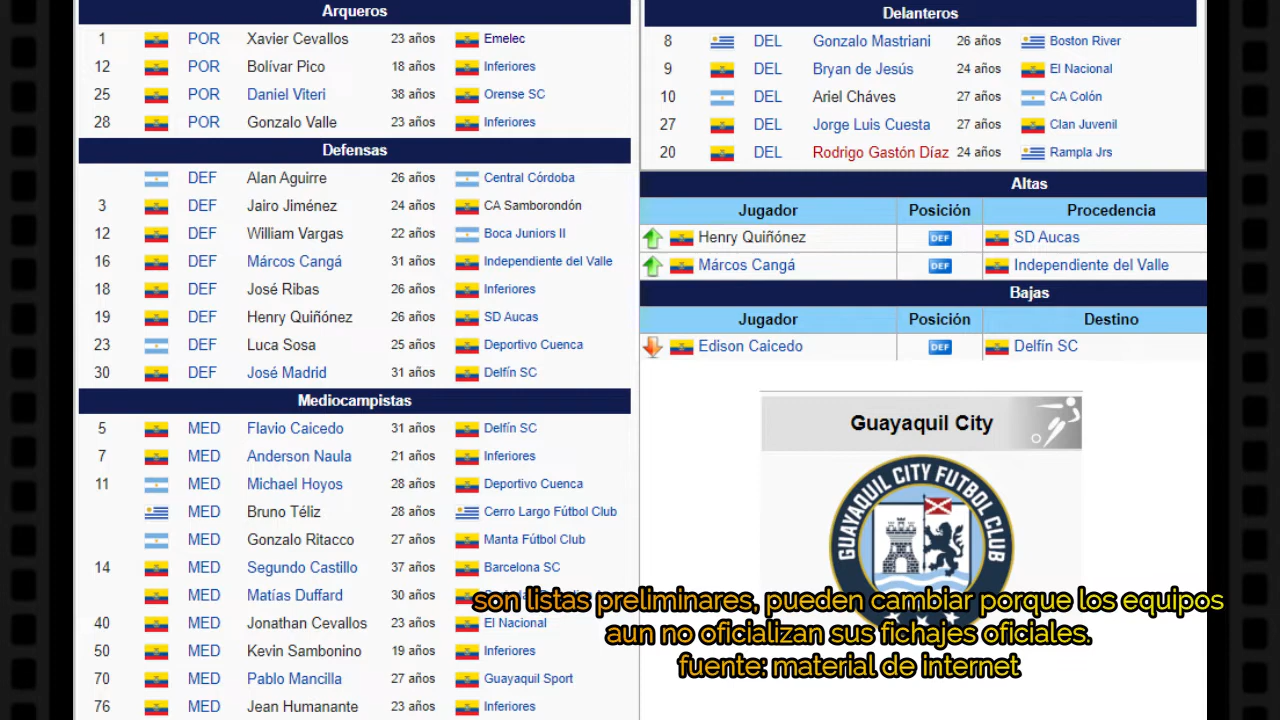 Arqueros
1 POR Xavier Cevallos 23 años Emelec
12 POR Bolívar Pico 18 años Inferiores
25 POR Daniel Viteri 38 años Orense SC
28 POR Gonzalo Valle 23 años Inferiores
Defensas
DEF Alan Aguirre 26 años Central Córdoba
3 DEF Jairo Jiménez 24 años CA Samborondón
12 DEF William Vargas 22 años Boca Juniors II
16 DEF Márcos Cangá 31 años Independiente del Valle
18 DEF José Ribas 26 años Inferiores
19 DEF Henry Quiñónez 26 años SD Aucas
23 DEF Luca Sosa 25 años Deportivo Cuenca
30 DEF José Madrid 31 años Delfín SC
Mediocampistas
5 MED Flavio Caicedo 31 años Delfín SC
7 MED Anderson Naula 21 años Inferiores
11 MED Michael Hoyos 28 años Deportivo Cuenca
MED Bruno Téliz 28 años Cerro Largo Fútbol Club
MED Gonzalo Ritacco 27 años Manta Fútbol Club
14 MED Segundo Castillo 37 años Barcelona SC
MED Matías Duffard 30 años
40 MED Jonathan Cevallos 23 años El Nacional
50 MED Kevin Sambonino 19 años Inferiores
70 MED Pablo Mancilla 27 años Guayaquil Sport
76 MED Jean Humanante 23 años Inferiores
Delanteros
8 DEL Gonzalo Mastriani 26 años Boston River
9 DEL Bryan de Jesús 24 años El Nacional
10 DEL Ariel Cháves 27 años CA Colón
27 DEL Jorge Luis Cuesta 27 años Clan Juvenil
20 DEL Rodrigo Gastón Díaz 24 años Rampla Jrs
Altas
Jugador Posición Procedencia
Henry Quiñónez DEF SD Aucas
Márcos Cangá DEF Independiente del Valle
Bajas
Jugador Posición Destino
Edison Caicedo DEF Delfín SC
Guayaquil City
GUAYAQUIL CITY FUTBOL CLUB
son listas preliminares, pueden cambiar porque los equipos
aun no oficializan sus fichajes oficiales.
fuente: material de internet